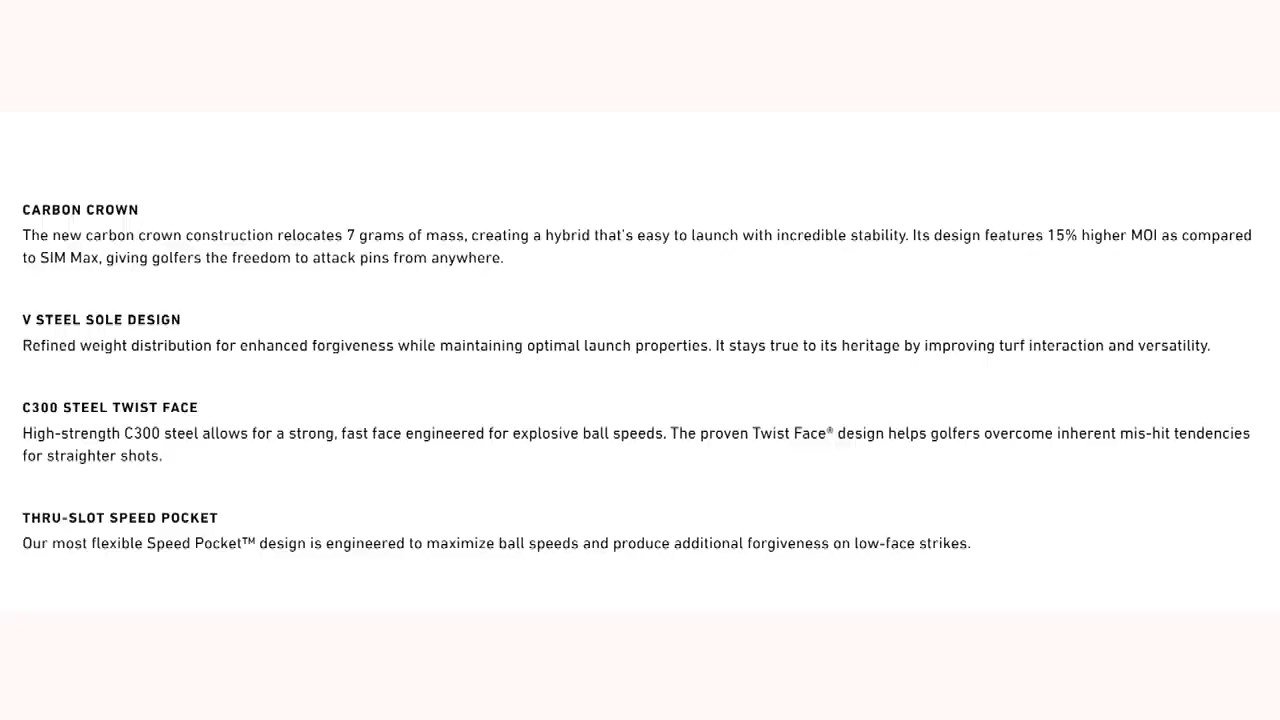 CARBON CROWN
The new carbon crown construction relocates 7 grams of mass, creating a hybrid that's easy to launch with incredible stability. Its design features 15% higher MOI as compared
to SIM Max, giving golfers the freedom to attack pins from anywhere.
V STEEL SOLE DESIGN
Refined weight distribution for enhanced forgiveness while maintaining optimal launch properties. It stays true to its heritage by improving turf interaction and versatility.
C300 STEEL TWIST FACE
High-strength C300 steel allows for a strong, fast face engineered for explosive ball speeds. The proven Twist Face® design helps golfers overcome inherent mis-hit tendencies
for straighter shots.
THRU-SLOT SPEED POCKET
Our most flexible Speed Pocket™ design is engineered to maximize ball speeds and produce additional forgiveness on low-face strikes.